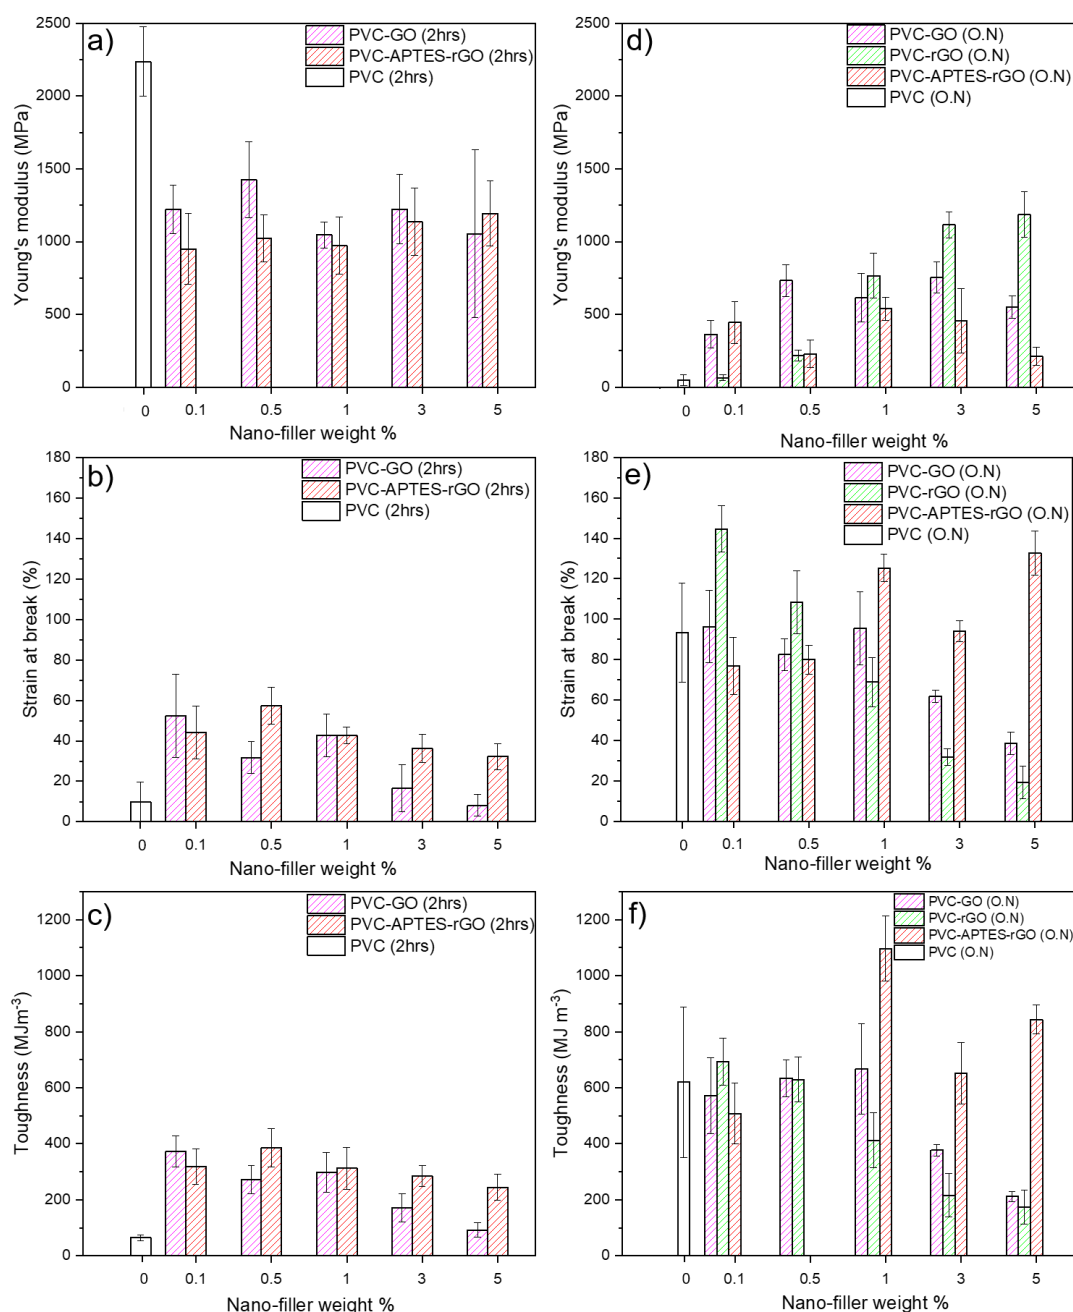 a)
PVC-GO (2hrs)
PVC-APTES-rGO (2hrs)
PVC (2hrs)
Young's modulus (MPa)
2500
2000
1500
1000
500
0
0 0.1 0.5 1 3 5
Nano-filler weight %
d)
PVC-GO (O.N)
PVC-rGO (O.N)
PVC-APTES-rGO (O.N)
PVC (O.N)
Young's modulus (MPa)
2500
2000
1500
1000
500
0
0 0.1 0.5 1 3 5
Nano-filler weight %
b)
PVC-GO (2hrs)
PVC-APTES-rGO (2hrs)
PVC (2hrs)
Strain at break (%)
180
160
140
120
100
80
60
40
20
0
0 0.1 0.5 1 3 5
Nano-filler weight %
e)
PVC-GO (O.N)
PVC-rGO (O.N)
PVC-APTES-rGO (O.N)
PVC (O.N)
Strain at break (%)
180
160
140
120
100
80
60
40
20
0
0 0.1 0.5 1 3 5
Nano-filler weight %
c)
PVC-GO (2hrs)
PVC-APTES-rGO (2hrs)
PVC (2hrs)
Toughness (MJm⁻³)
1200
1000
800
600
400
200
0
0 0.1 0.5 1 3 5
Nano-filler weight %
f)
PVC-GO (O.N)
PVC-rGO (O.N)
PVC-APTES-rGO (O.N)
PVC (O.N)
Toughness (MJ m⁻³)
1200
1000
800
600
400
200
0
0 0.1 0.5 1 3 5
Nano-filler weight %